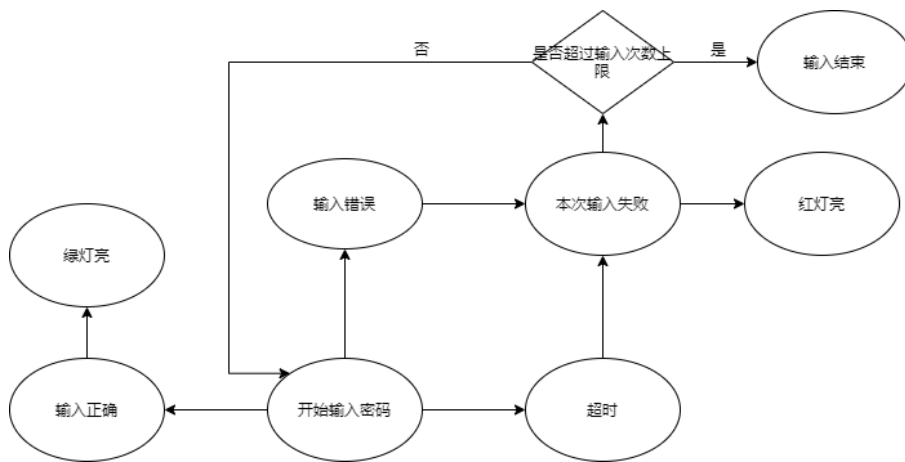 否
是否超过输入次数上
限
是
输入结束
输入错误
本次输入失败
红灯亮
绿灯亮
输入正确
开始输入密码
超时